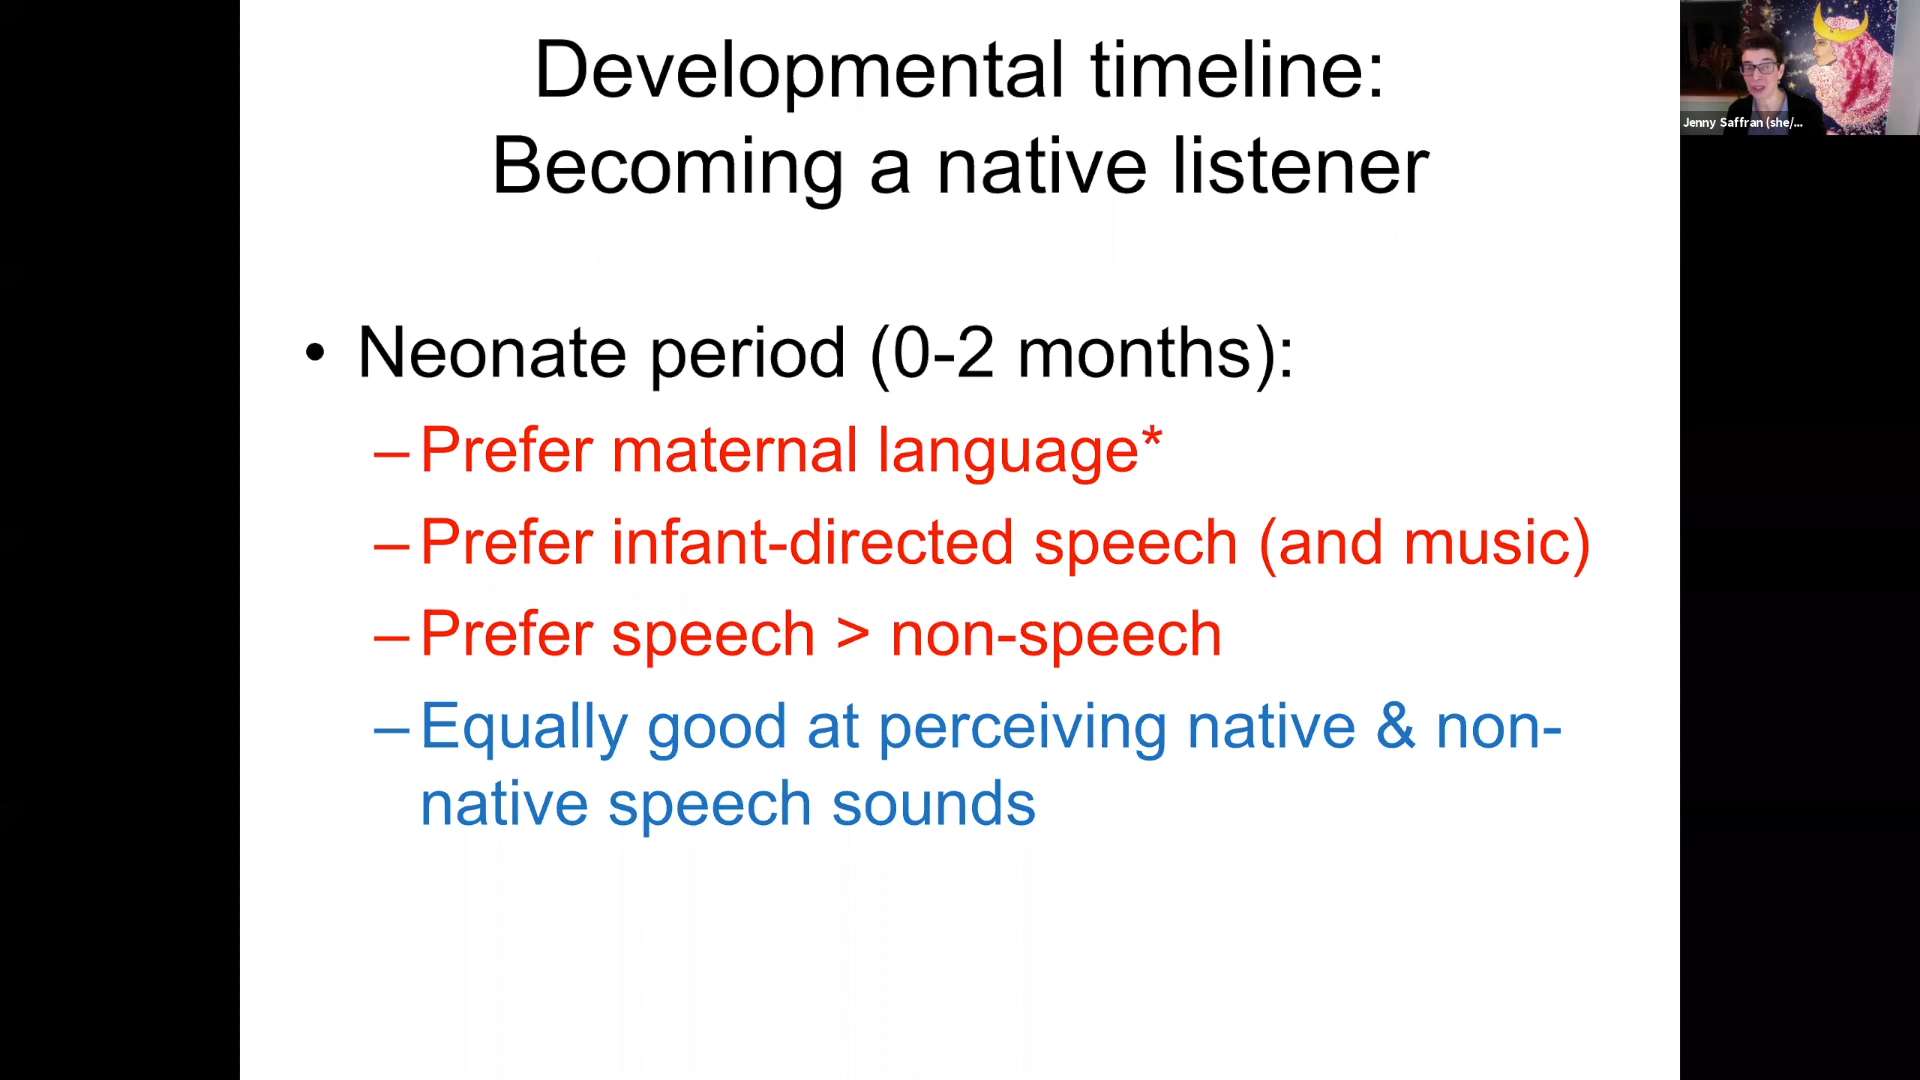 Developmental timeline:
Becoming a native listener
• Neonate period (0-2 months):
– Prefer maternal language*
– Prefer infant-directed speech (and music)
– Prefer speech > non-speech
– Equally good at perceiving native & non-
native speech sounds
Jenny Saffran (she/...